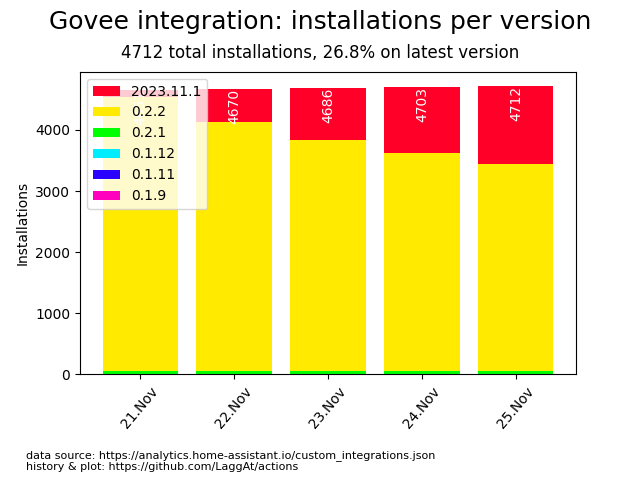 Govee integration: installations per version
4712 total installations, 26.8% on latest version
2023.11.1
0.2.2
0.2.1
0.1.12
0.1.11
0.1.9
4670
4686
4703
4712
Installations
4000
3000
2000
1000
0
21.Nov
22.Nov
23.Nov
24.Nov
25.Nov
data source: https://analytics.home-assistant.io/custom_integrations.json
history & plot: https://github.com/LaggAt/actions